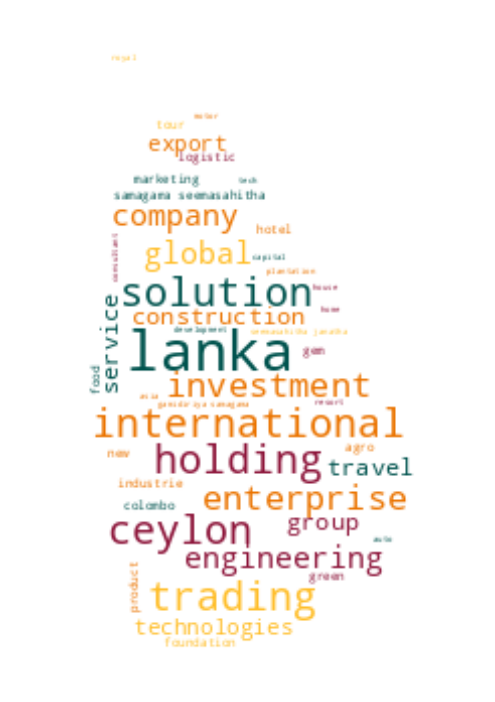 royal
motor
tour
export
logistic
marketing tech
samagama seemasahitha
company
hotel
consultant
global
capital
plantation
solution
house
construction
home
service
development
seemasahitha janatha
lanka
gem
food
investment
asia
gamidiriya samagama
resort
international
agro
new
holding
travel
industrie
enterprise
colombo
group
ceylon
auto
engineering
green
product
trading
technologies
foundation